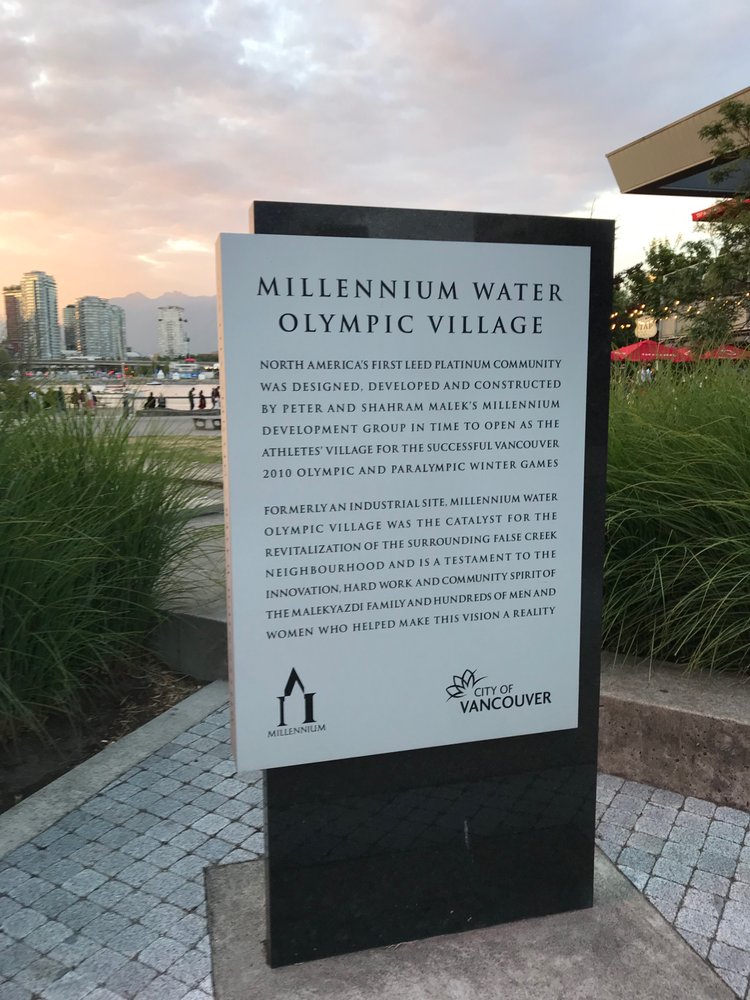 MILLENNIUM WATER
OLYMPIC VILLAGE
NORTH AMERICA'S FIRST LEED PLATINUM COMMUNITY
WAS DESIGNED, DEVELOPED AND CONSTRUCTED
BY PETER AND SHAHRAM MALEK'S MILLENNIUM
DEVELOPMENT GROUP IN TIME TO OPEN AS THE
ATHLETES' VILLAGE FOR THE SUCCESSFUL VANCOUVER
2010 OLYMPIC AND PARALYMPIC WINTER GAMES
FORMERLY AN INDUSTRIAL SITE, MILLENNIUM WATER
OLYMPIC VILLAGE WAS THE CATALYST FOR THE
REVITALIZATION OF THE SURROUNDING FALSE CREEK
NEIGHBOURHOOD AND IS A TESTAMENT TO THE
INNOVATION, HARD WORK AND COMMUNITY SPIRIT OF
THE MALEKYAZDI FAMILY AND HUNDREDS OF MEN AND
WOMEN WHO HELPED MAKE THIS VISION A REALITY
MILLENNIUM
CITY OF
VANCOUVER
TAP